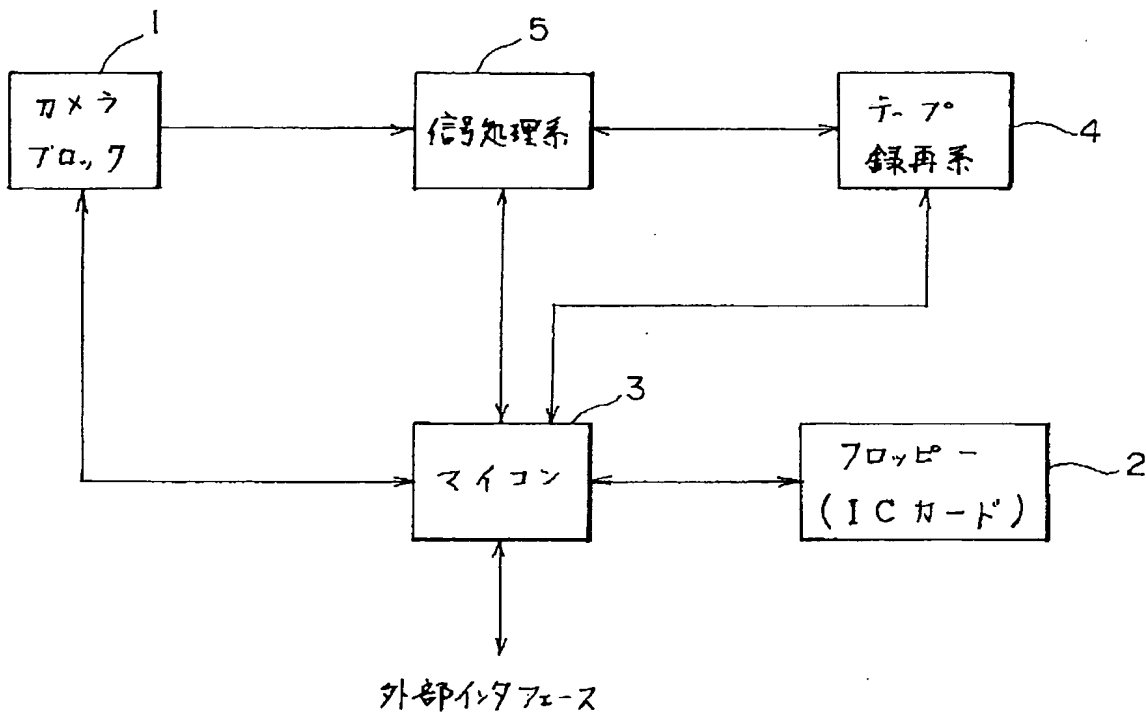 1
カメラ
ブロック
5
信号処理系
テープ
録再系
4
3
マイコン
フロッピー
(ICカード)
2
外部インタフェース